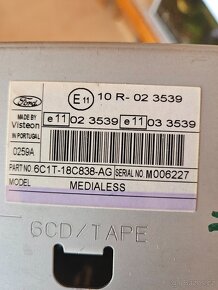 Ford
E11 10 R- 02 3539
MADE BY
Visteon
IN PORTUGAL
e11 02 3539 e11 03 3539
0259A
PART NO. 6C1T-18C838-AG SERIAL NO. M006227
MODEL MEDIALESS
6CD/TAPE